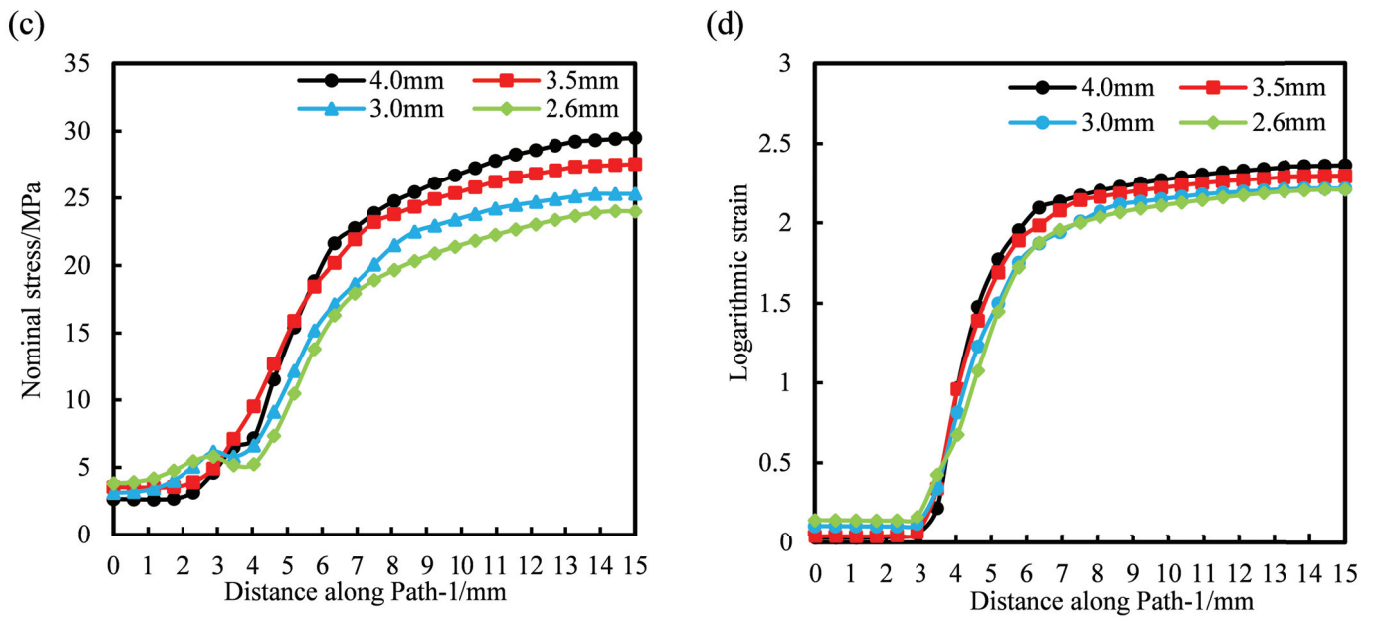 (c)
Nominal stress/MPa
35
30
25
20
15
10
5
0
4.0mm 3.5mm
3.0mm 2.6mm
0 1 2 3 4 5 6 7 8 9 10 11 12 13 14 15
Distance along Path-1/mm
(d)
Logarithmic strain
3
2.5
2
1.5
1
0.5
0
4.0mm 3.5mm
3.0mm 2.6mm
0 1 2 3 4 5 6 7 8 9 10 11 12 13 14 15
Distance along Path-1/mm